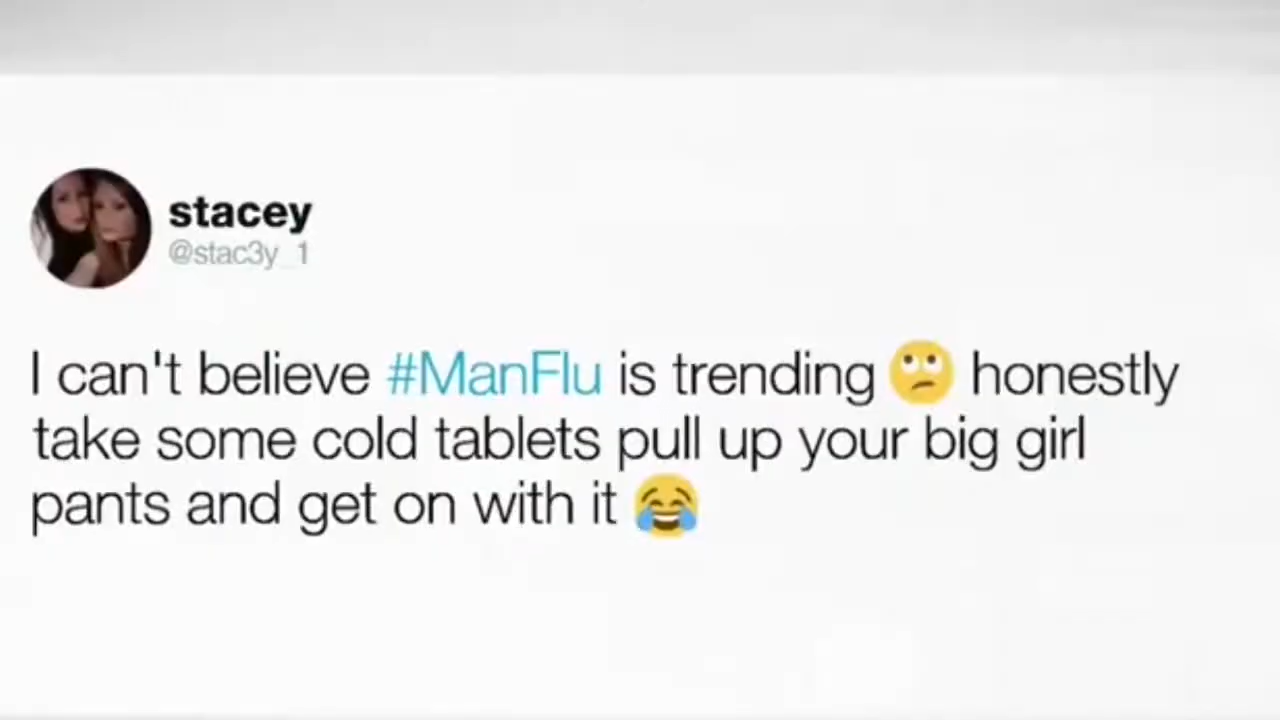 stacey
@stac3y_1
I can't believe #ManFlu is trending 🙄 honestly
take some cold tablets pull up your big girl
pants and get on with it 😂